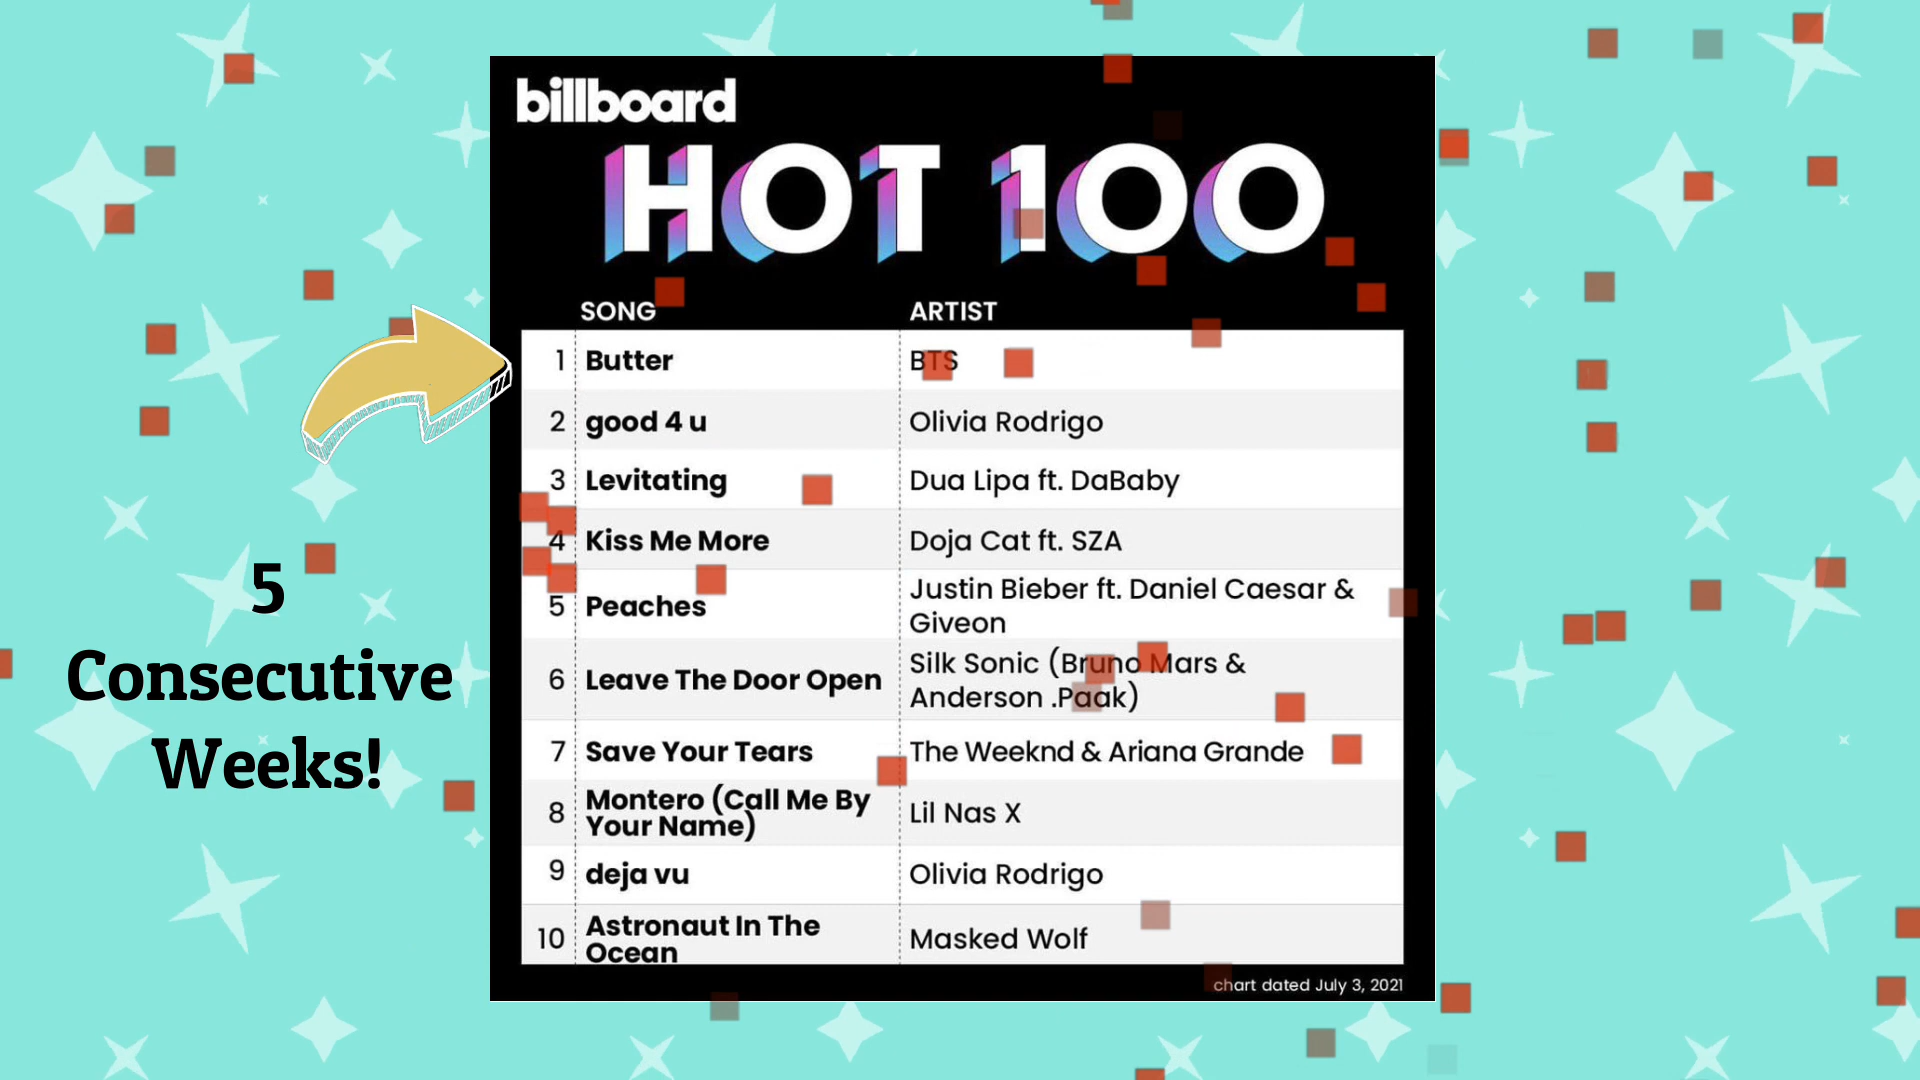 billboard
HOT 100
SONG ARTIST
1 Butter BTS
2 good 4 u Olivia Rodrigo
3 Levitating Dua Lipa ft. DaBaby
4 Kiss Me More Doja Cat ft. SZA
5 Peaches Justin Bieber ft. Daniel Caesar &
Giveon
6 Leave The Door Open Silk Sonic (Bruno Mars &
Anderson .Paak)
7 Save Your Tears The Weeknd & Ariana Grande
8 Montero (Call Me By
Your Name) Lil Nas X
9 deja vu Olivia Rodrigo
10 Astronaut In The
Ocean Masked Wolf
chart dated July 3, 2021
5
Consecutive
Weeks!